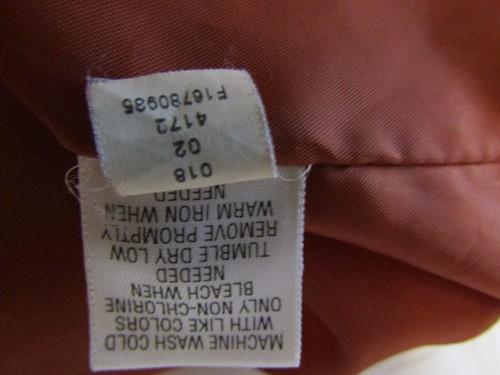 MACHINE WASH COLD
WITH LIKE COLORS
ONLY NON-CHLORINE
BLEACH WHEN
NEEDED
TUMBLE DRY LOW
REMOVE PROMPTLY
WARM IRON WHEN
NEEDED
018
02
4172
F16780985